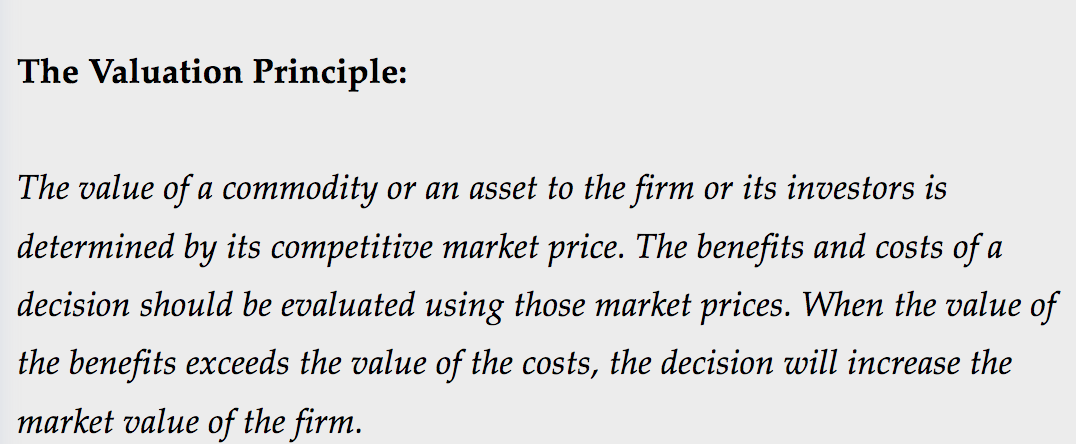 The Valuation Principle:
The value of a commodity or an asset to the firm or its investors is
determined by its competitive market price. The benefits and costs of a
decision should be evaluated using those market prices. When the value of
the benefits exceeds the value of the costs, the decision will increase the
market value of the firm.